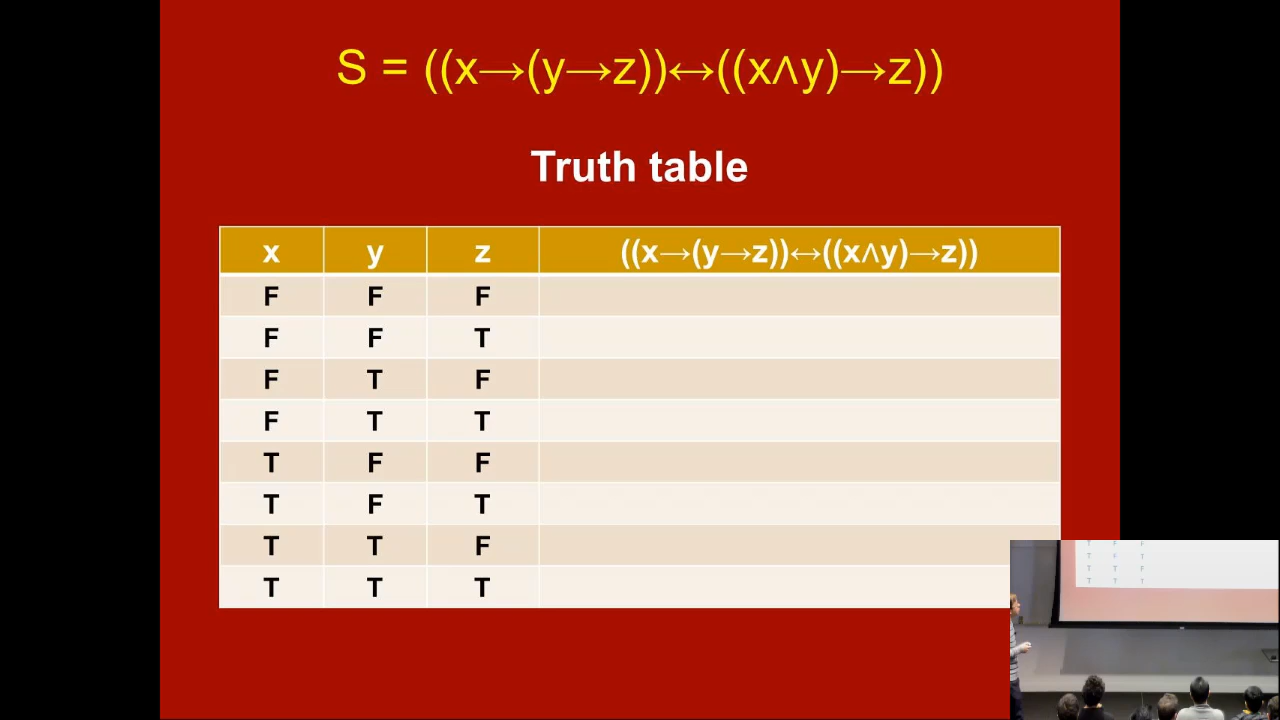 S = ((x→(y→z))↔((x∧y)→z))
Truth table
x y z ((x→(y→z))↔((x∧y)→z))
F F F
F F T
F T F
F T T
T F F
T F T
T T F
T T T
T F F
T F T
T T F
T T T